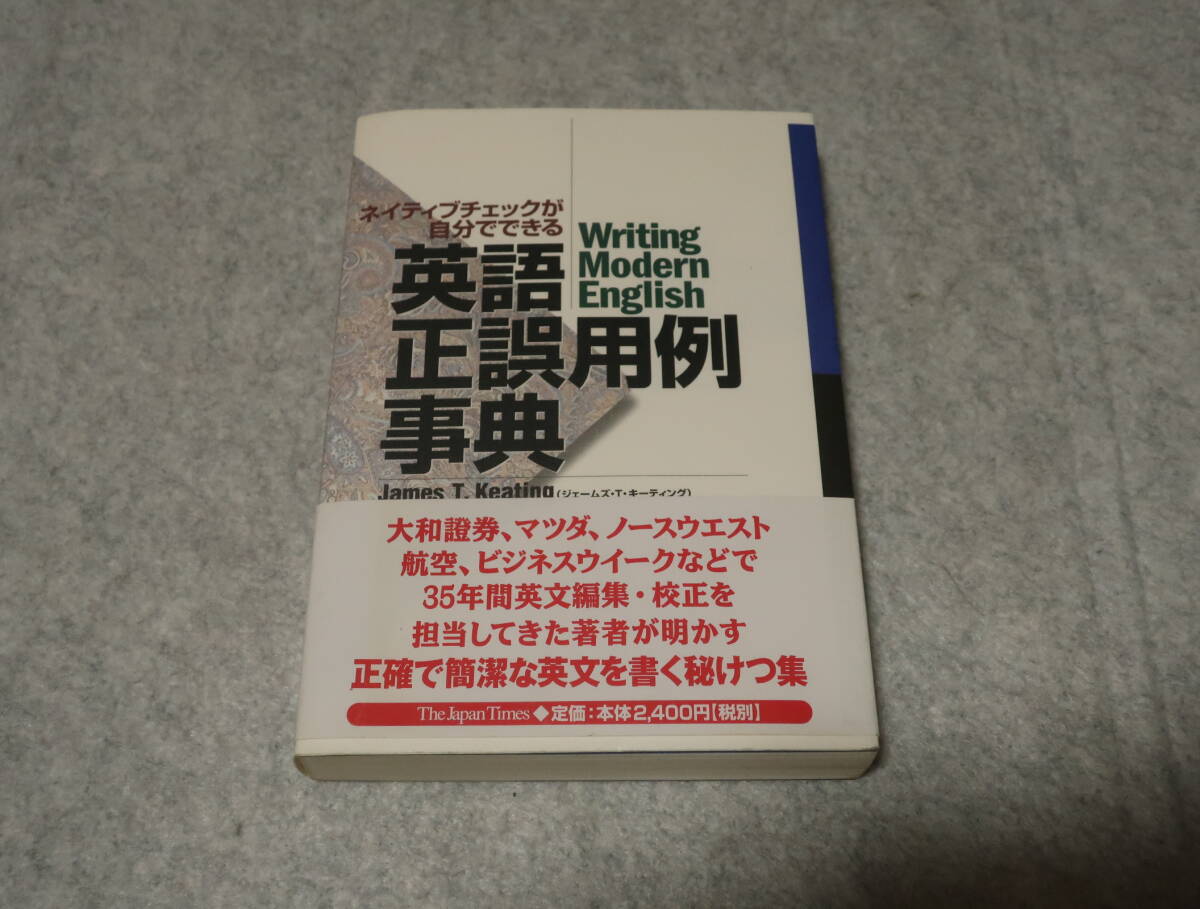 ネイティブチェックが
自分でできる
英語
正誤用例
事典
Writing
Modern
English
James T. Keating (ジェームズ・T・キーティング)
大和證券、マツダ、ノースウエスト
航空、ビジネスウイークなどで
35年間英文編集・校正を
担当してきた著者が明かす
正確で簡潔な英文を書く秘けつ集
The Japan Times ◆定価:本体2,400円[税別]